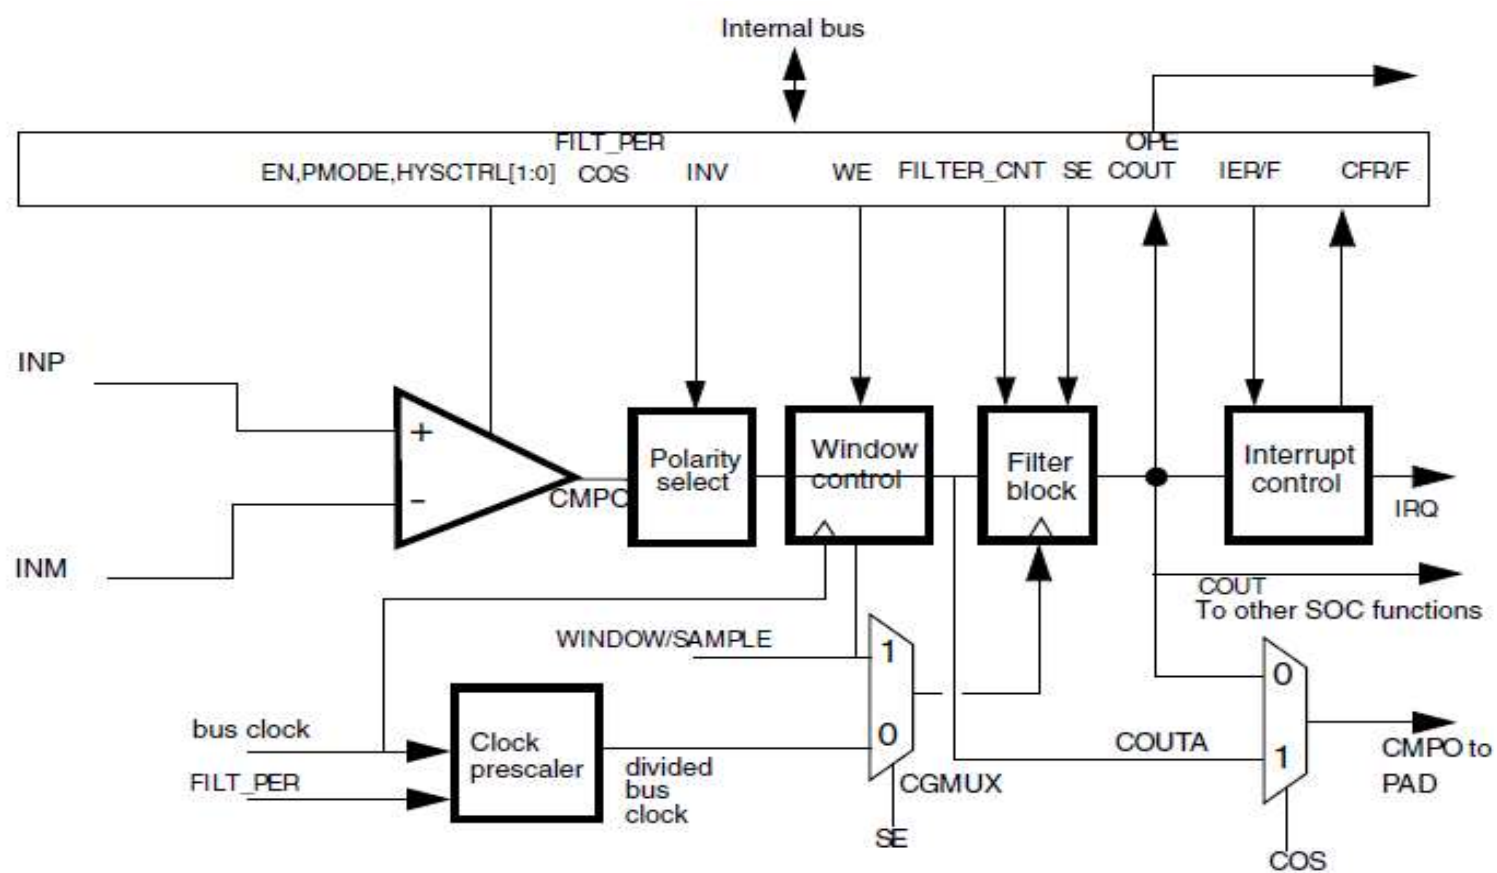 Internal bus
FILT_PER
OPE
EN,PMODE,HYSCTRL[1:0] COS INV WE FILTER_CNT SE COUT IER/F CFR/F
INP
+
-
INM
CMPO
Polarity
select
Window
control
Filter
block
Interrupt
control
IRQ
COUT
To other SOC functions
WINDOW/SAMPLE
1
0
CGMUX
SE
bus clock
FILT_PER
Clock
prescaler
divided
bus
clock
COUTA
0
1
CMPO to
PAD
COS